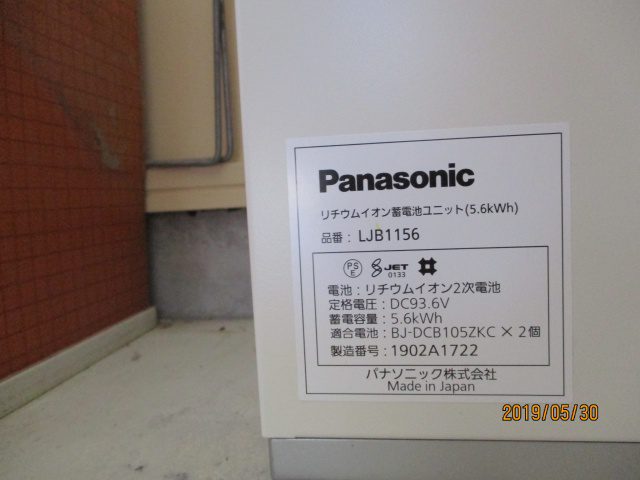 Panasonic
リチウムイオン蓄電池ユニット(5.6kWh)
品番： LJB1156
PS
E
JET
0133
電池：リチウムイオン2次電池
定格電圧：DC93.6V
蓄電容量：5.6kWh
適合電池：BJ-DCB105ZKC × 2個
製造番号：1902A1722
パナソニック株式会社
Made in Japan
2019/05/30